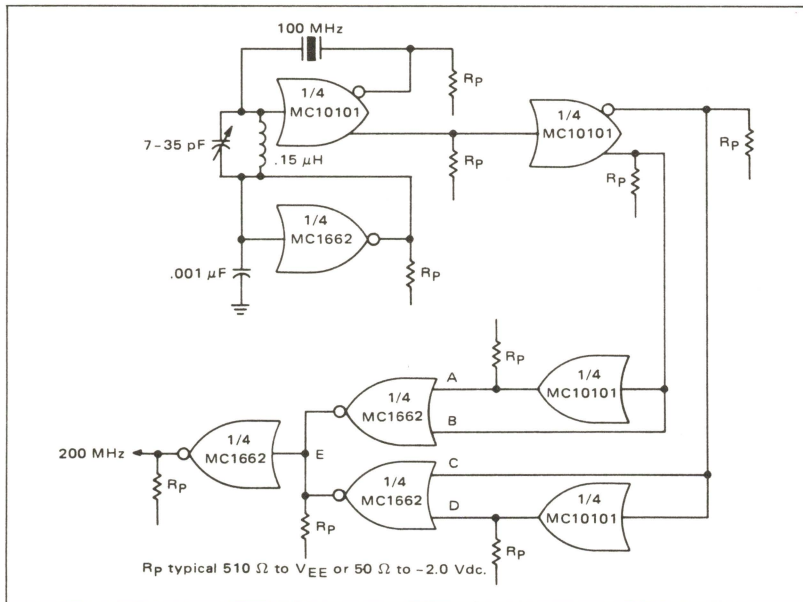 100 MHz
RP
1/4
MC10101
1/4
MC10101
7–35 pF
.15 μH
RP
RP
RP
1/4
MC1662
.001 μF
RP
RP
A
1/4
MC10101
1/4
MC1662
B
200 MHz
1/4
MC1662
E
C
1/4
MC1662
D
1/4
MC10101
RP
RP
RP
RP typical 510 Ω to VEE or 50 Ω to –2.0 Vdc.